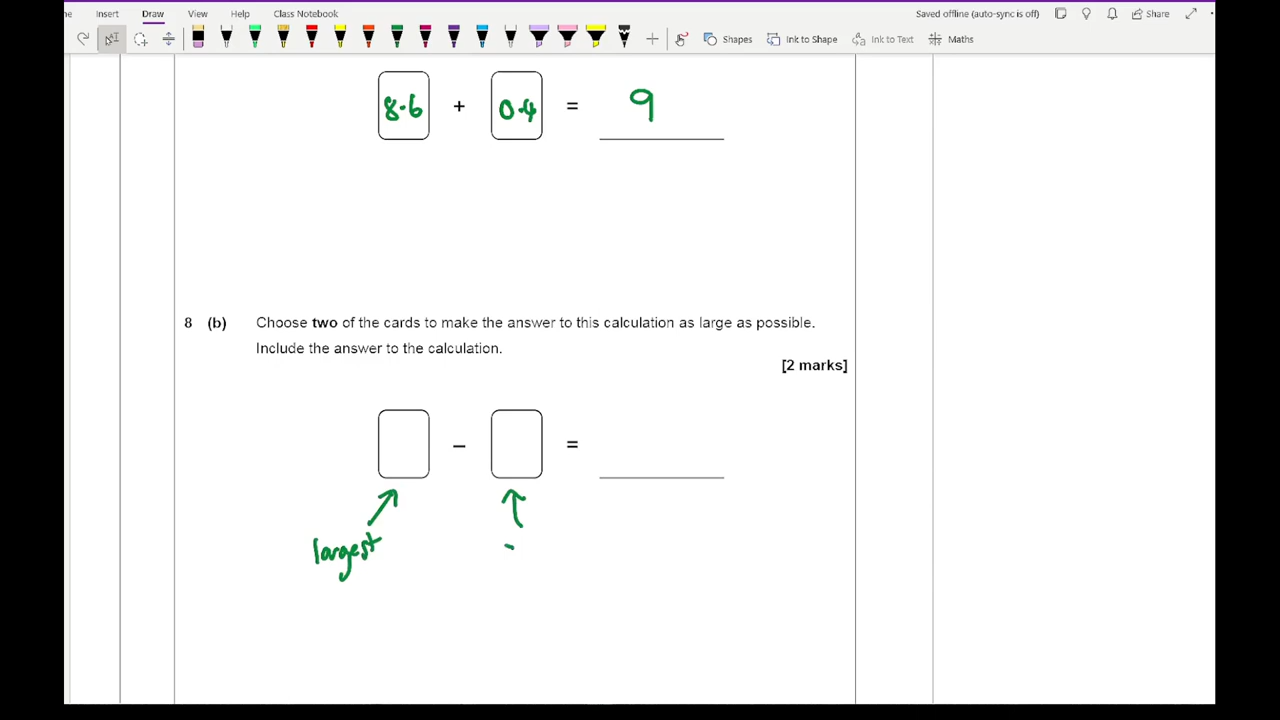 Insert Draw View Help Class Notebook Saved offline (auto-sync is off) Share
Shapes Ink to Shape Ink to Text Maths
8.6 + 0.4 = 9
8 (b) Choose two of the cards to make the answer to this calculation as large as possible.
Include the answer to the calculation.
[2 marks]
– =
largest